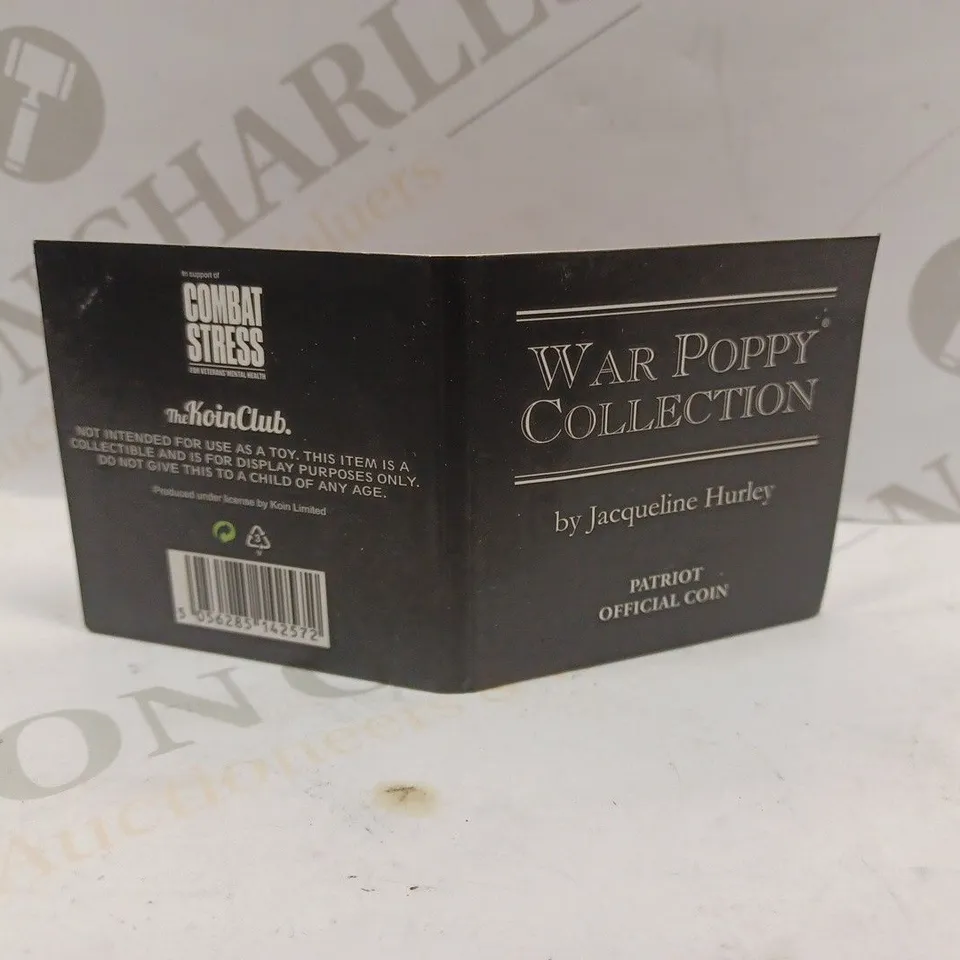 In support of
COMBAT
STRESS
FOR VETERANS' MENTAL HEALTH
The KoinClub.
NOT INTENDED FOR USE AS A TOY. THIS ITEM IS A
COLLECTIBLE AND IS FOR DISPLAY PURPOSES ONLY.
DO NOT GIVE THIS TO A CHILD OF ANY AGE.
Produced under license by Koin Limited
5 056285 142572
WAR POPPY®
COLLECTION
by Jacqueline Hurley
PATRIOT
OFFICIAL COIN